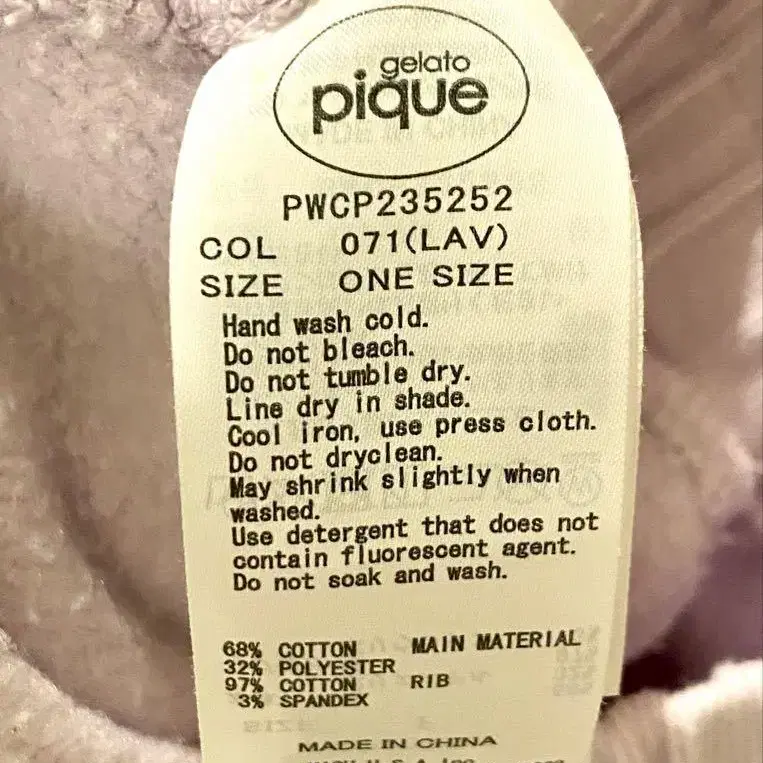 gelato
pique
PWCP235252
COL 071(LAV)
SIZE ONE SIZE
Hand wash cold.
Do not bleach.
Do not tumble dry.
Line dry in shade.
Cool iron, use press cloth.
Do not dryclean.
May shrink slightly when
washed.
Use detergent that does not
contain fluorescent agent.
Do not soak and wash.
68% COTTON MAIN MATERIAL
32% POLYESTER
97% COTTON RIB
3% SPANDEX
MADE IN CHINA